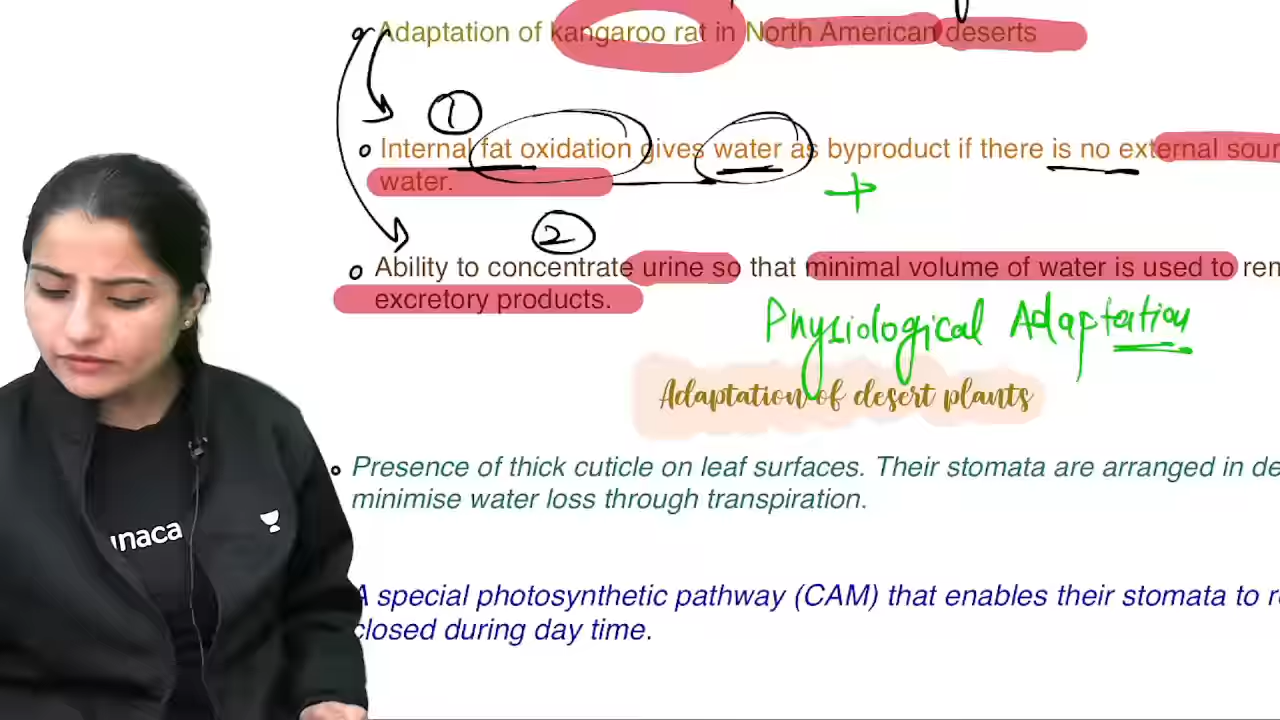 Adaptation of kangaroo rat in North American deserts
1
Internal fat oxidation gives water as byproduct if there is no external sour
water.
+
2
Ability to concentrate urine so that minimal volume of water is used to rem
excretory products.
Physiological Adaptation
Adaptation of desert plants
Presence of thick cuticle on leaf surfaces. Their stomata are arranged in de
minimise water loss through transpiration.
unaca
A special photosynthetic pathway (CAM) that enables their stomata to r
closed during day time.